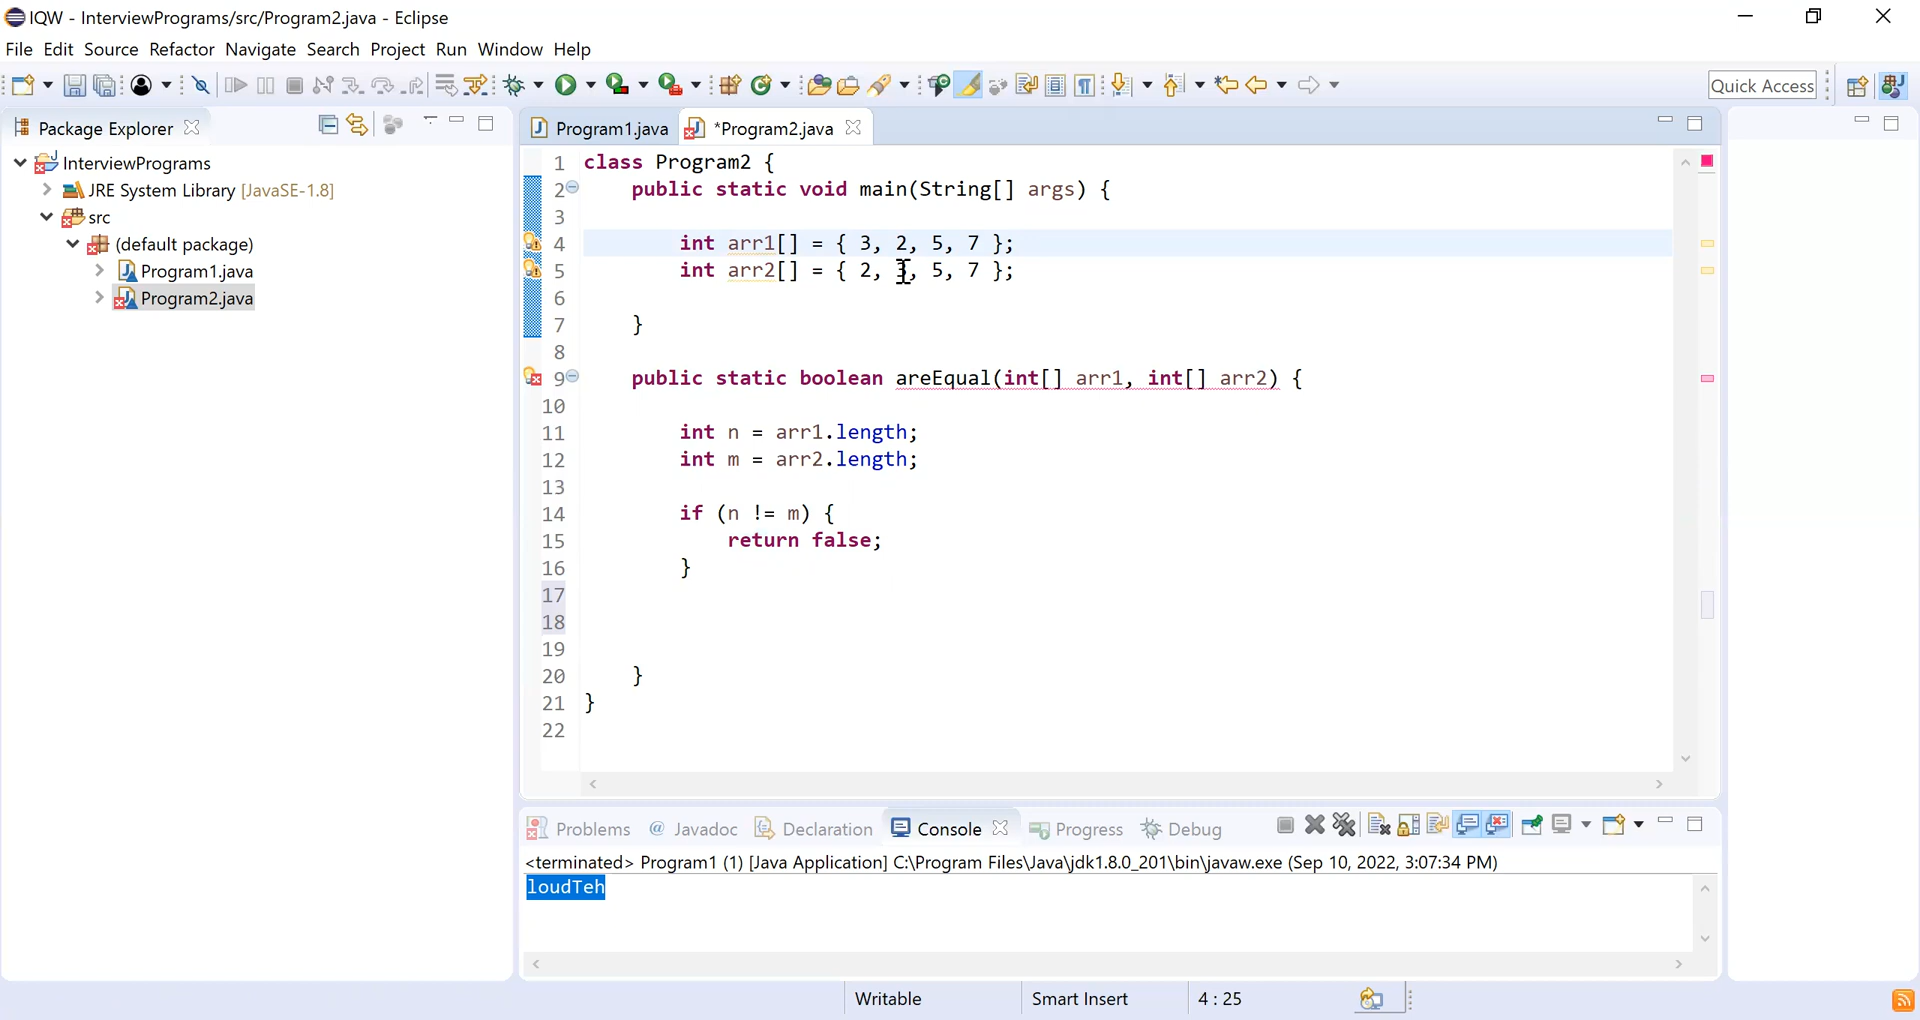 IQW - InterviewPrograms/src/Program2.java - Eclipse
File Edit Source Refactor Navigate Search Project Run Window Help
Quick Access
Package Explorer
InterviewPrograms
JRE System Library [JavaSE-1.8]
src
(default package)
Program1.java
Program2.java
Program1.java *Program2.java
1 class Program2 {
2 public static void main(String[] args) {
3
4 int arr1[] = { 3, 2, 5, 7 };
5 int arr2[] = { 2, 3, 5, 7 };
6
7 }
8
9 public static boolean areEqual(int[] arr1, int[] arr2) {
10
11 int n = arr1.length;
12 int m = arr2.length;
13
14 if (n != m) {
15 return false;
16 }
17
18
19
20 }
21 }
22
Problems @ Javadoc Declaration Console Progress Debug
<terminated> Program1 (1) [Java Application] C:\Program Files\Java\jdk1.8.0_201\bin\javaw.exe (Sep 10, 2022, 3:07:34 PM)
loudTeh
Writable Smart Insert 4 : 25